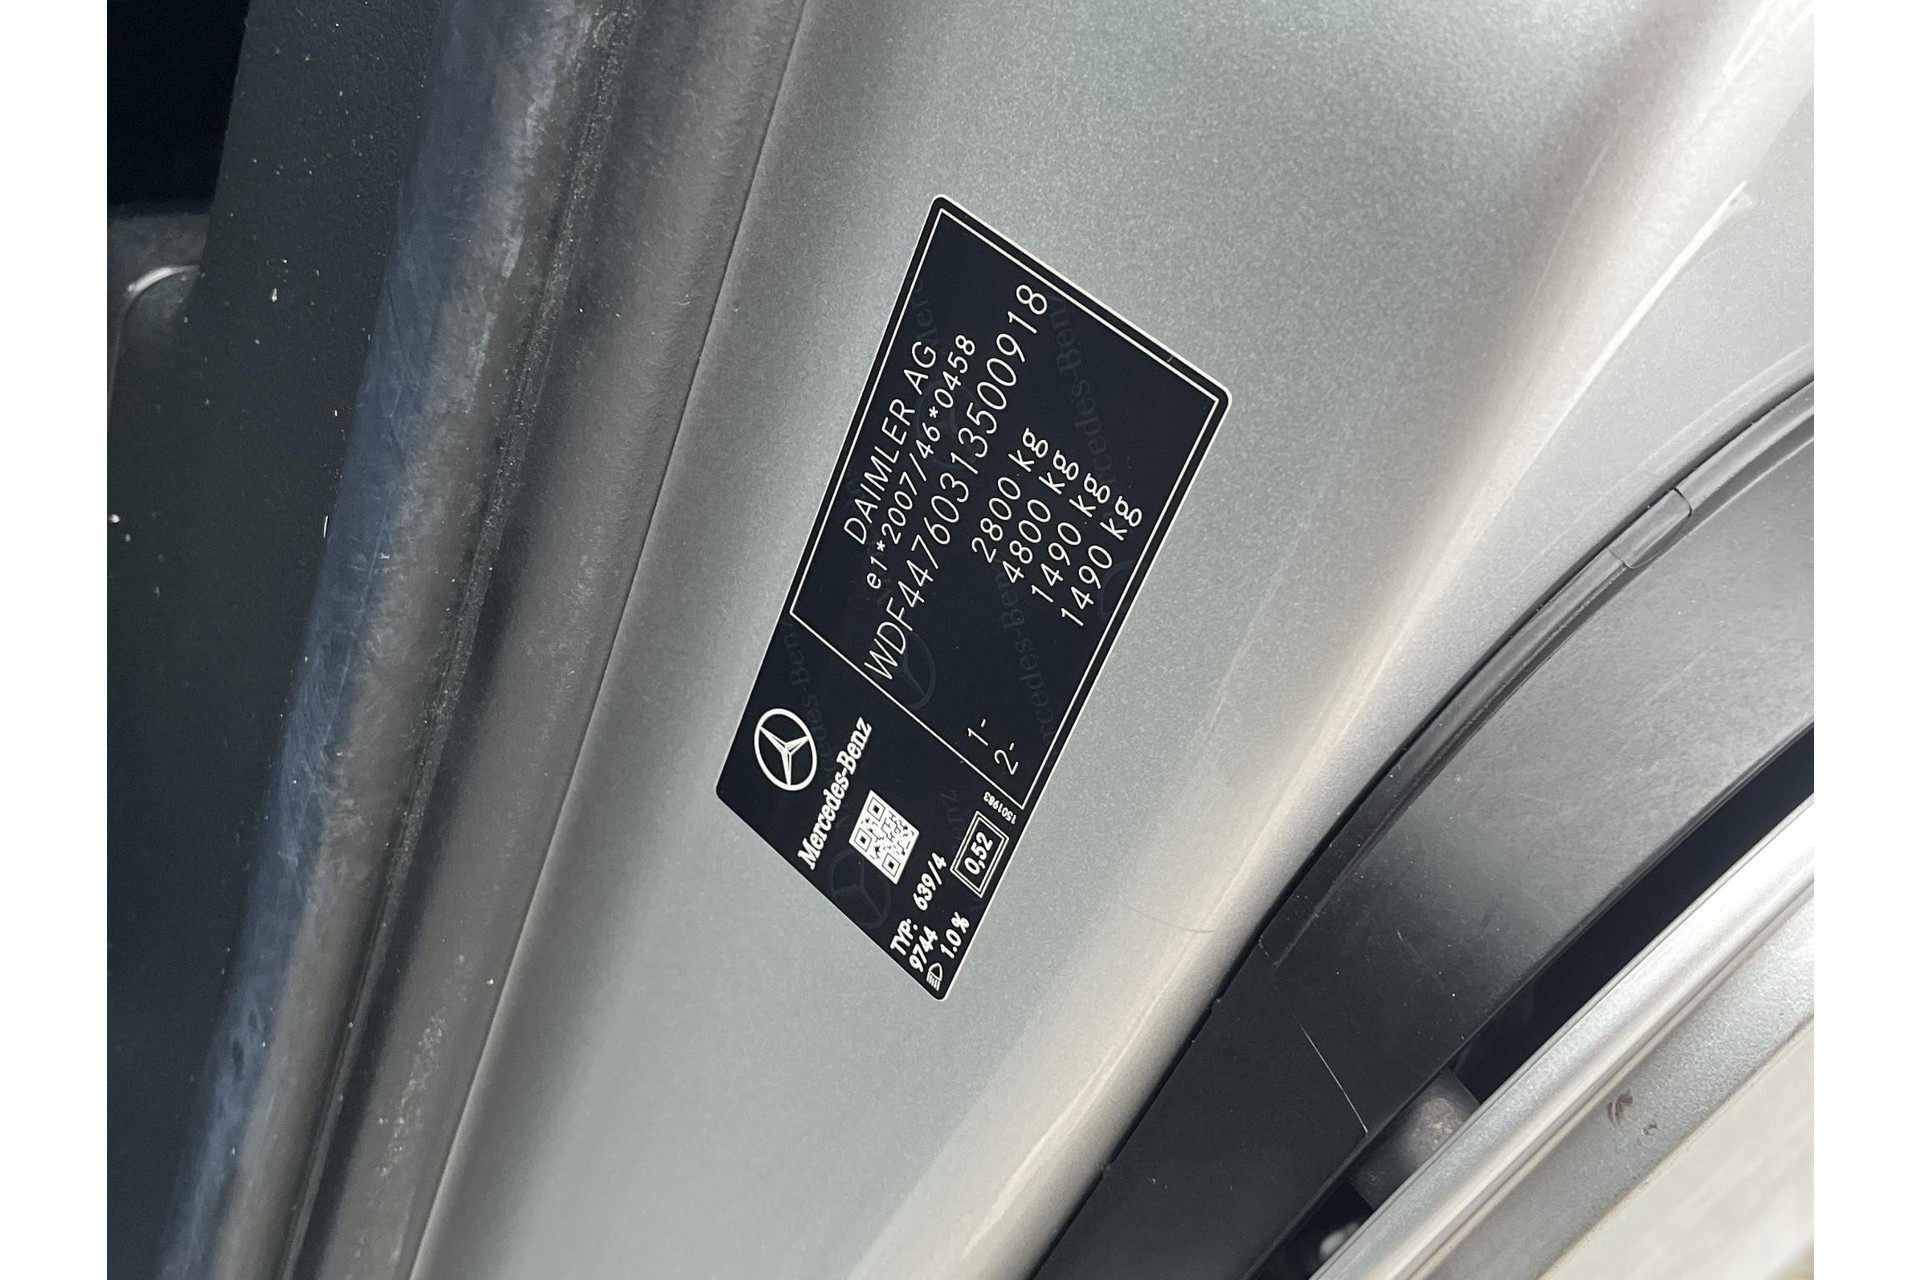 DAIMLER AG
e1*2007/46*0458
WDF44760313500918
2800 kg
4800 kg
1- 1490 kg
2- 1490 kg
Mercedes-Benz
TYP: 639/4
9744
1.0%
0,52
1501983